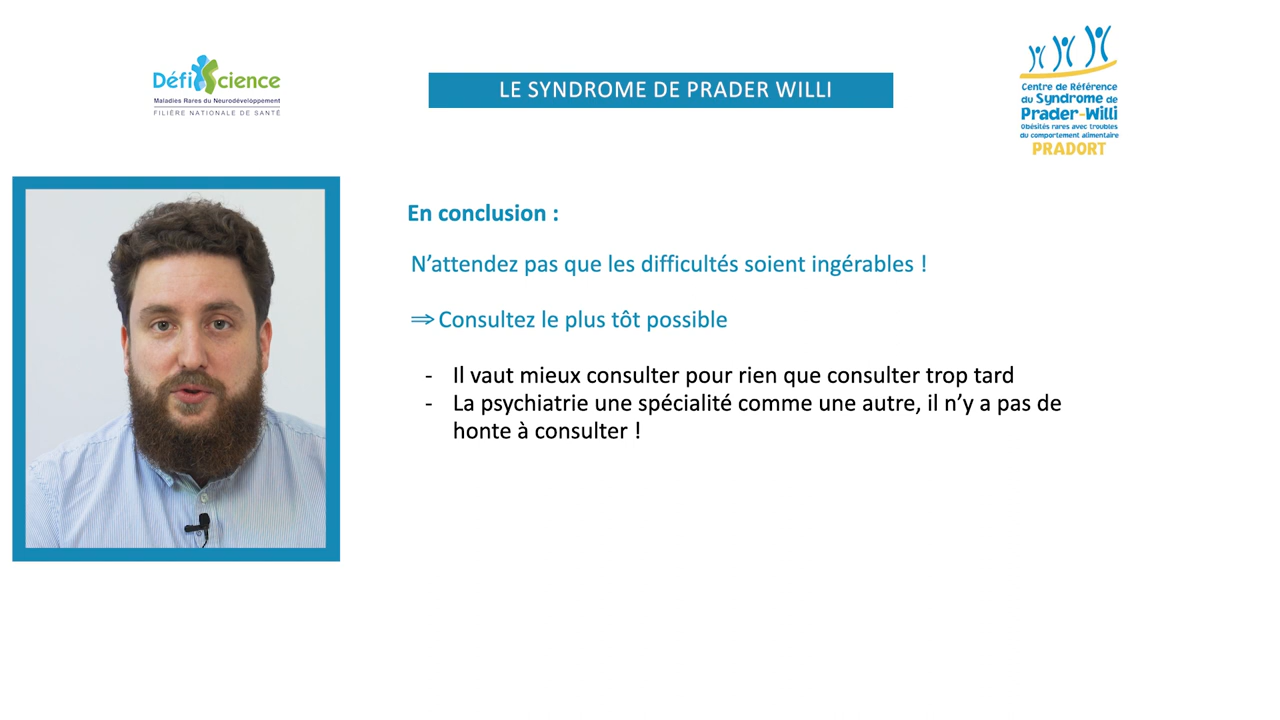 DéfiScience
Maladies Rares du Neurodéveloppement
FILIÈRE NATIONALE DE SANTÉ
LE SYNDROME DE PRADER WILLI
Centre de Référence
du Syndrome de
Prader-Willi
Obésités rares avec troubles
du comportement alimentaire
PRADORT
En conclusion :
N’attendez pas que les difficultés soient ingérables !
⇒ Consultez le plus tôt possible
- Il vaut mieux consulter pour rien que consulter trop tard
- La psychiatrie une spécialité comme une autre, il n’y a pas de
honte à consulter !